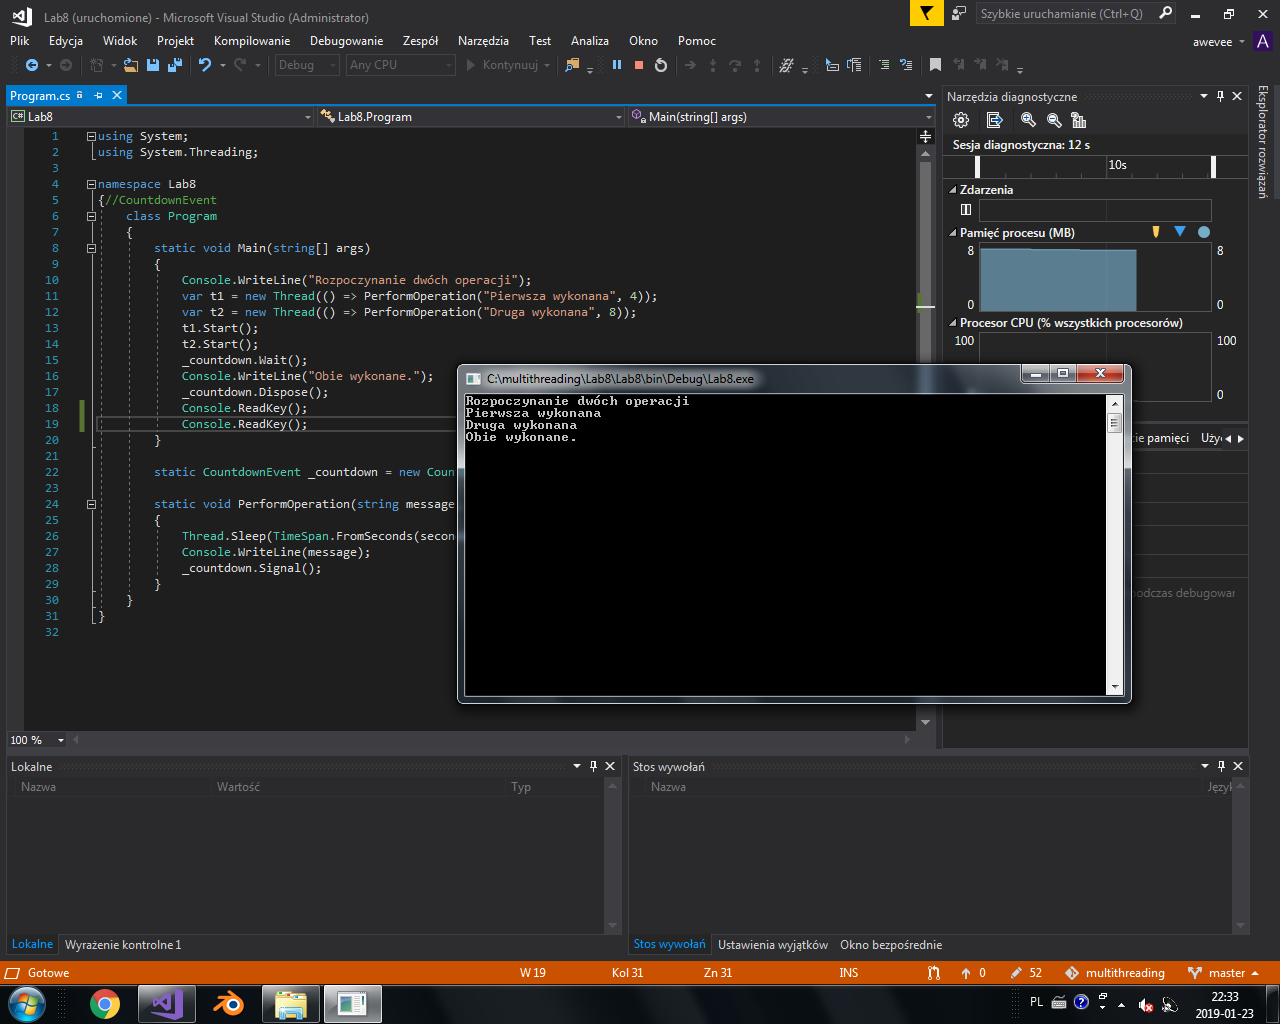 Lab8 (uruchomione) - Microsoft Visual Studio (Administrator)
Szybkie uruchamianie (Ctrl+Q)
Plik Edycja Widok Projekt Kompilowanie Debugowanie Zespół Narzędzia Test Analiza Okno Pomoc
awevee A
Debug Any CPU Kontynuuj
Program.cs
C# Lab8 Lab8.Program Main(string[] args)
1 using System;
2 using System.Threading;
3
4 namespace Lab8
5 {//CountdownEvent
6 class Program
7 {
8 static void Main(string[] args)
9 {
10 Console.WriteLine("Rozpoczynanie dwóch operacji");
11 var t1 = new Thread(() => PerformOperation("Pierwsza wykonana", 4));
12 var t2 = new Thread(() => PerformOperation("Druga wykonana", 8));
13 t1.Start();
14 t2.Start();
15 _countdown.Wait();
16 Console.WriteLine("Obie wykonane.");
17 _countdown.Dispose();
18 Console.ReadKey();
19 Console.ReadKey();
20 }
21
22 static CountdownEvent _countdown = new Coun
23
24 static void PerformOperation(string message
25 {
26 Thread.Sleep(TimeSpan.FromSeconds(secon
27 Console.WriteLine(message);
28 _countdown.Signal();
29 }
30 }
31 }
32
100 %
C:\multithreading\Lab8\Lab8\bin\Debug\Lab8.exe
Rozpoczynanie dwóch operacji
Pierwsza wykonana
Druga wykonana
Obie wykonane.
Narzędzia diagnostyczne
Sesja diagnostyczna: 12 s
10s
Zdarzenia
Pamięć procesu (MB)
8 8
0 0
Procesor CPU (% wszystkich procesorów)
100 100
0
cie pamięci Uży
podczas debugowan
Eksplorator rozwiązań
Lokalne
Nazwa Wartość Typ
Lokalne Wyrażenie kontrolne 1
Stos wywołań
Nazwa Język
Stos wywołań Ustawienia wyjątków Okno bezpośrednie
Gotowe W 19 Kol 31 Zn 31 INS 0 52 multithreading master
PL 22:33
2019-01-23